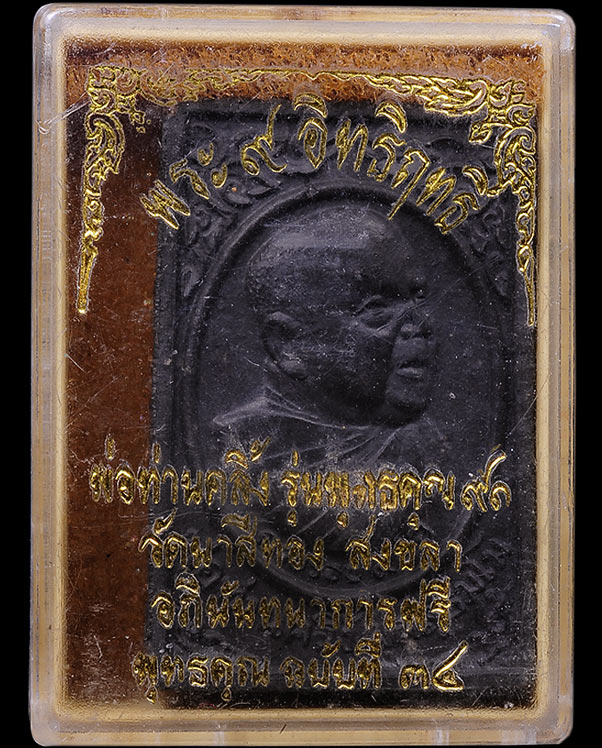 พระ ๙ อิทธิฤทธิ์
พ่อท่านคลิ้ง รุ่นพุทธคุณ ๙๑
วัดนาสีทอง สงขลา
อภินันทนาการฟรี
พุทธคุณ ฉบับที่ ๓๔